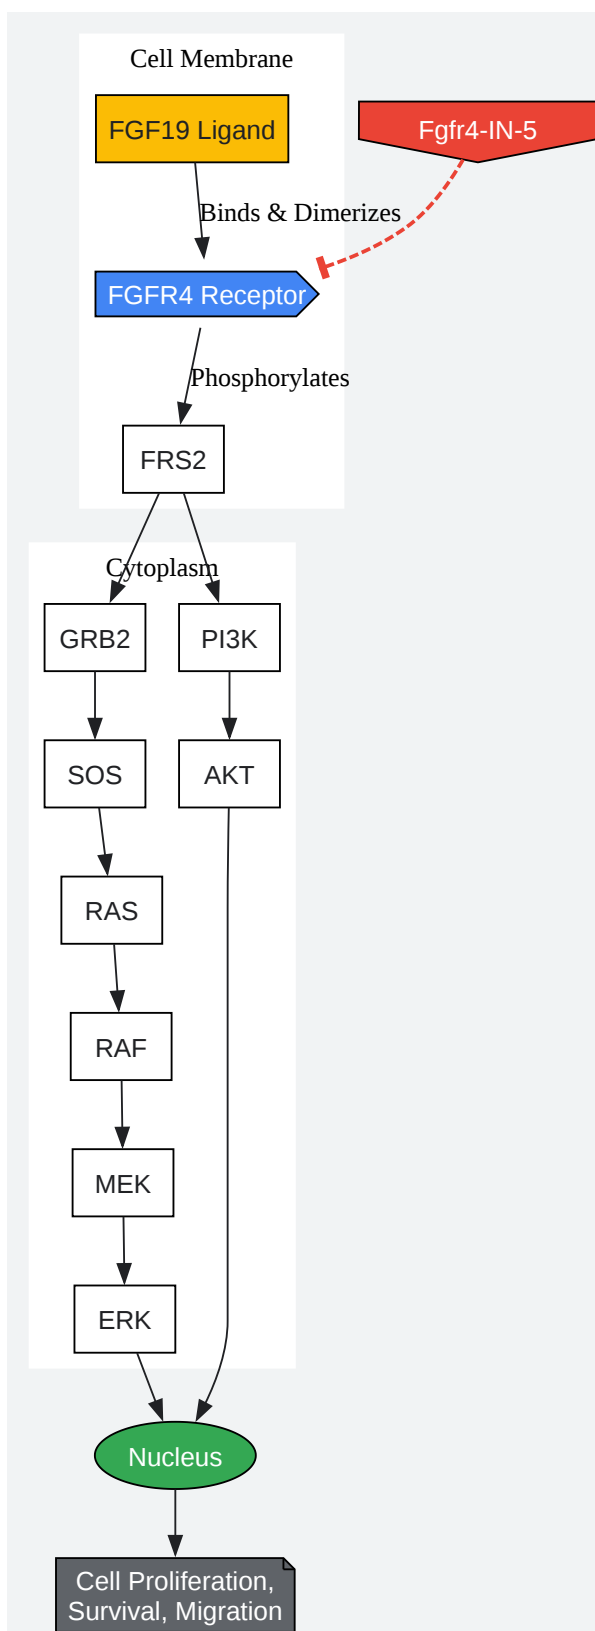 Cell Membrane
FGF19 Ligand
Fgfr4-IN-5
Binds & Dimerizes
FGFR4 Receptor
Phosphorylates
FRS2
Cytoplasm
GRB2
PI3K
SOS
AKT
RAS
RAF
MEK
ERK
Nucleus
Cell Proliferation,
Survival, Migration